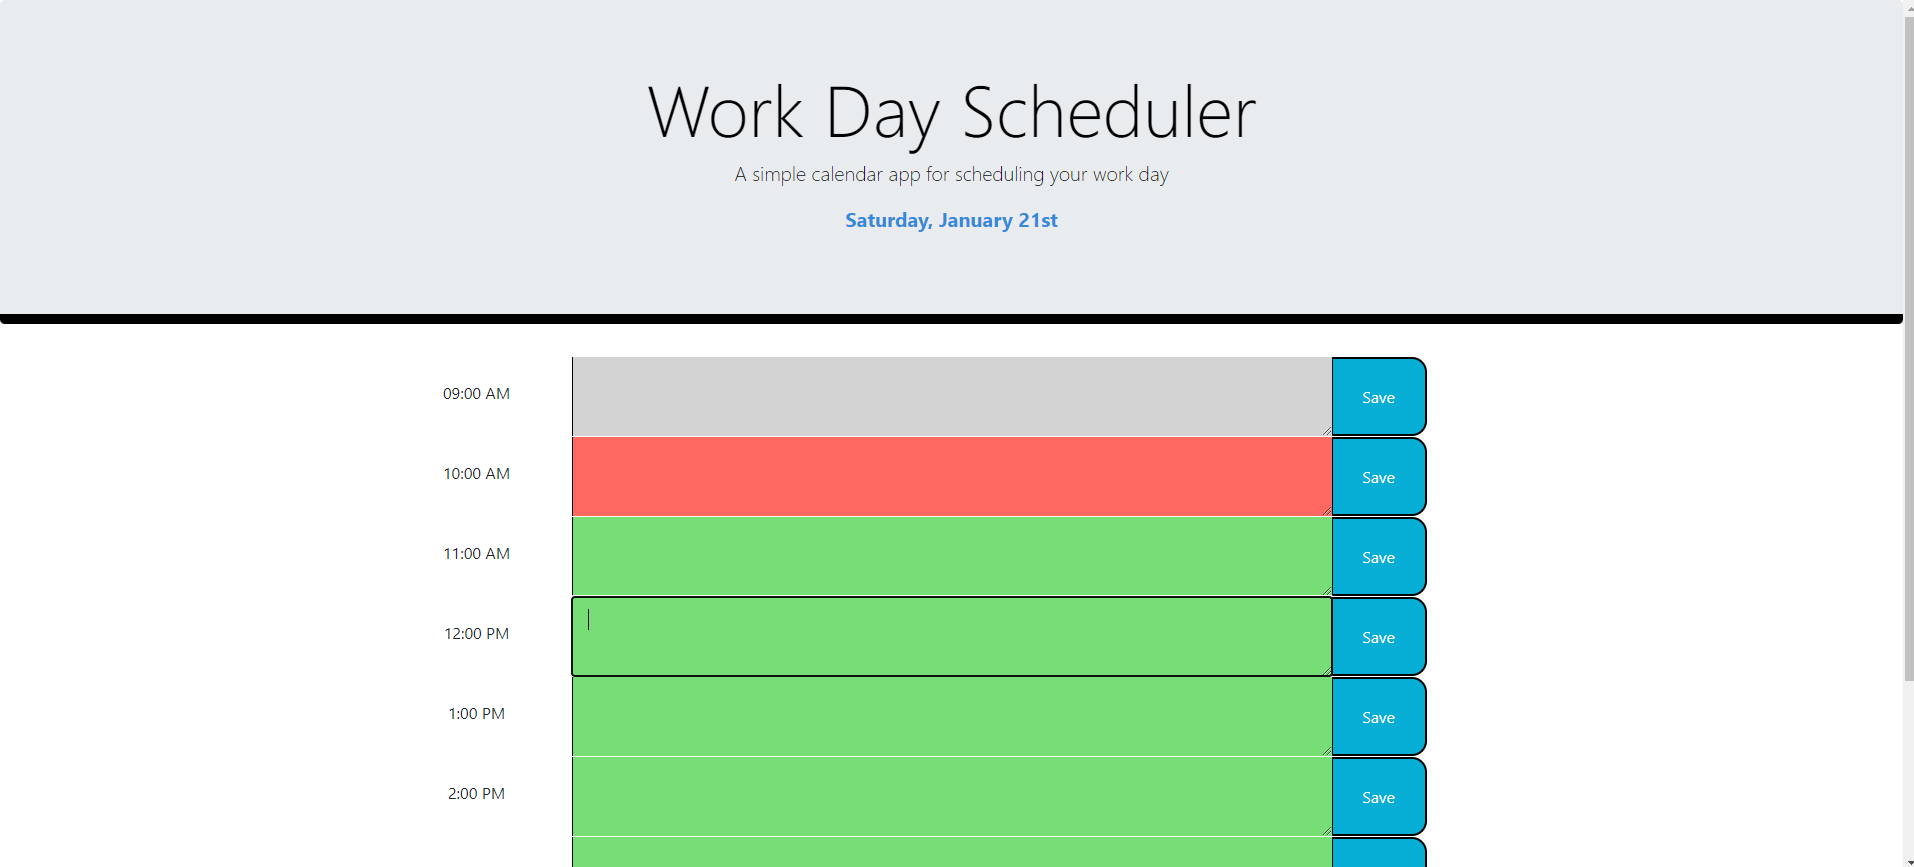 Work Day Scheduler
A simple calendar app for scheduling your work day
Saturday, January 21st
09:00 AM Save
10:00 AM Save
11:00 AM Save
12:00 PM Save
1:00 PM Save
2:00 PM Save